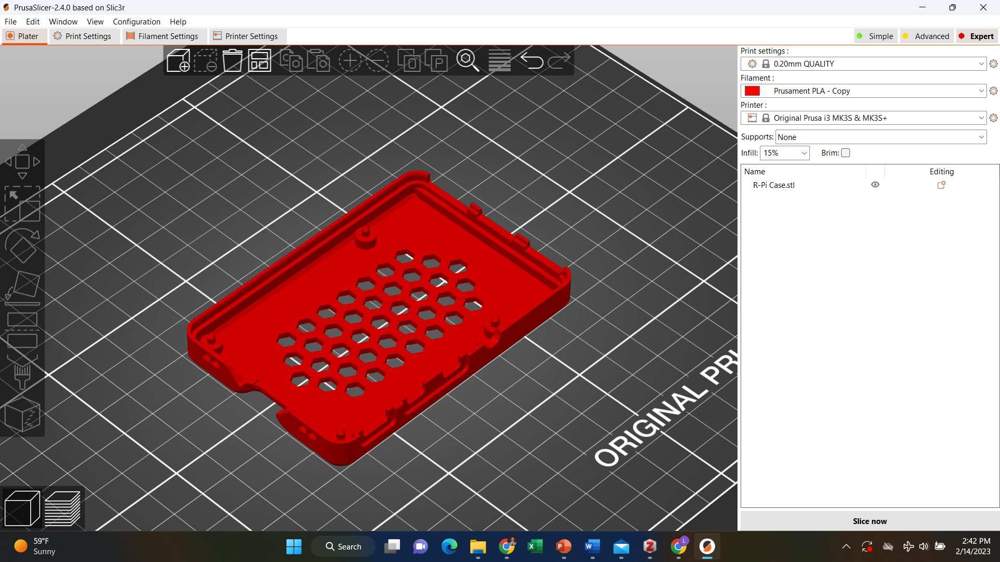 PrusaSlicer-2.4.0 based on Slic3r
File Edit Window View Configuration Help
Plater Print Settings Filament Settings Printer Settings Simple Advanced Expert
Print settings :
0.20mm QUALITY
Filament :
Prusament PLA - Copy
Printer :
Original Prusa i3 MK3S & MK3S+
Supports: None
Infill: 15% Brim:
Name Editing
R-Pi Case.stl
ORIGINAL PRU
Slice now
59°F
Sunny
Search
2:42 PM
2/14/2023